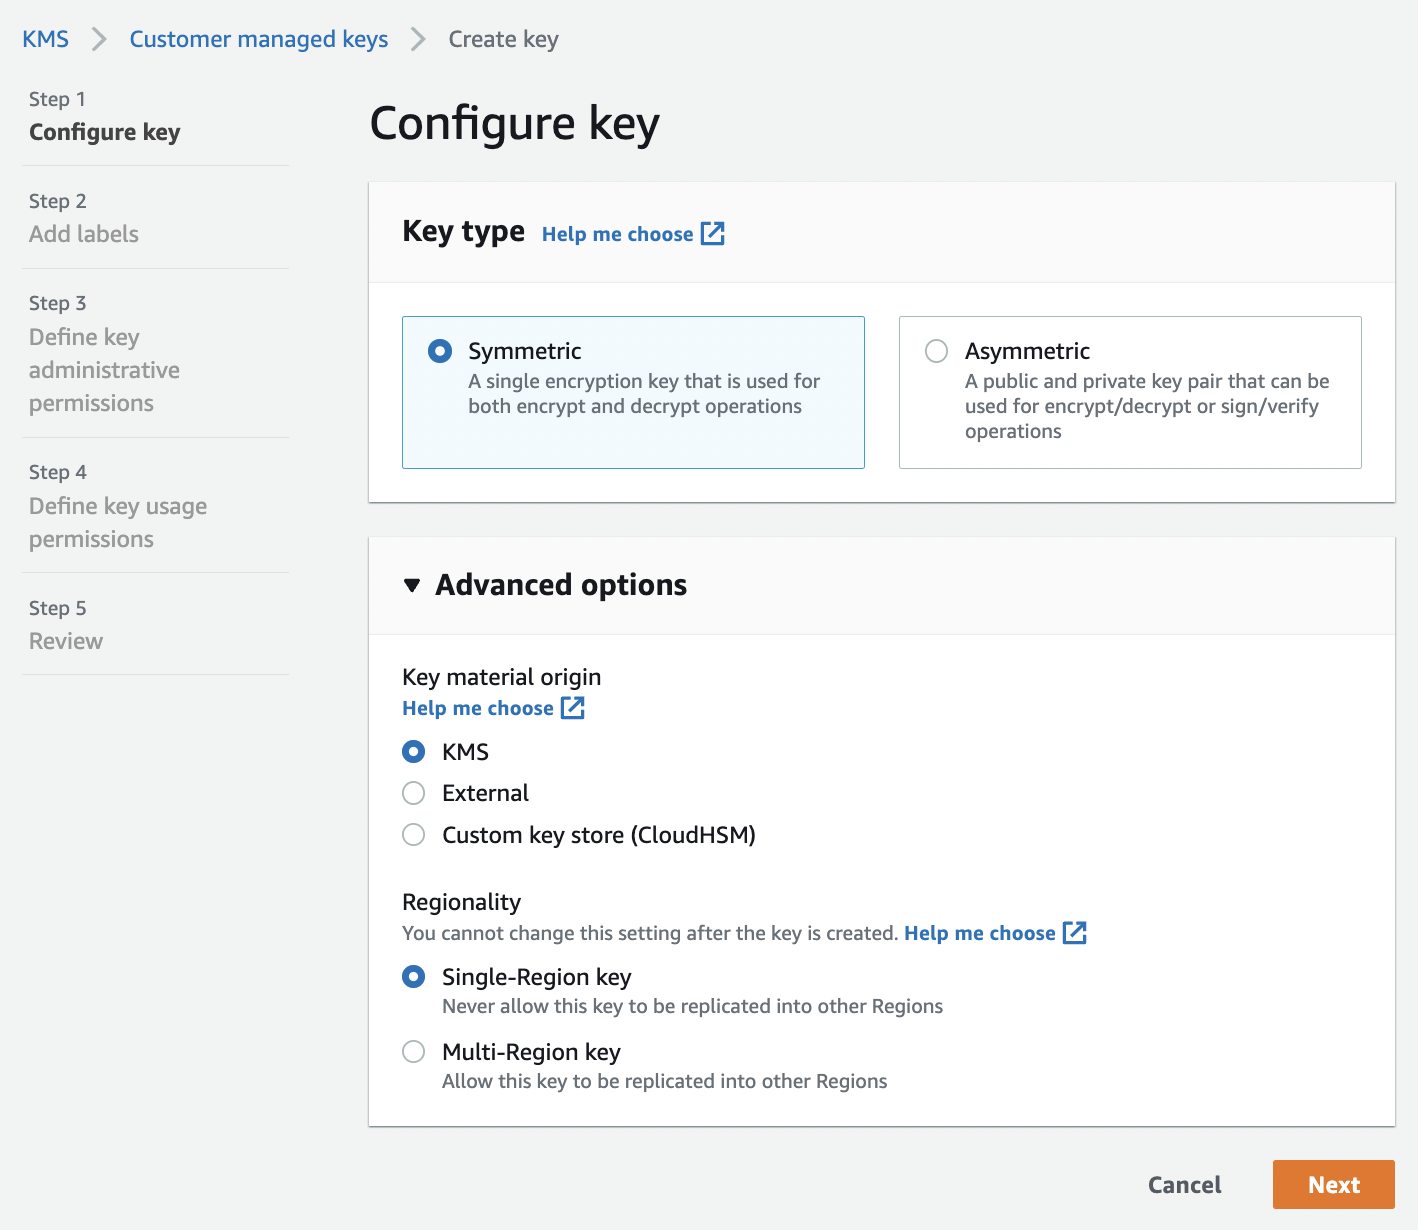 KMS > Customer managed keys > Create key
Step 1
Configure key
Step 2
Add labels
Step 3
Define key
administrative
permissions
Step 4
Define key usage
permissions
Step 5
Review
Configure key
Key type Help me choose
Symmetric
A single encryption key that is used for
both encrypt and decrypt operations
Asymmetric
A public and private key pair that can be
used for encrypt/decrypt or sign/verify
operations
Advanced options
Key material origin
Help me choose
KMS
External
Custom key store (CloudHSM)
Regionality
You cannot change this setting after the key is created. Help me choose
Single-Region key
Never allow this key to be replicated into other Regions
Multi-Region key
Allow this key to be replicated into other Regions
Cancel
Next